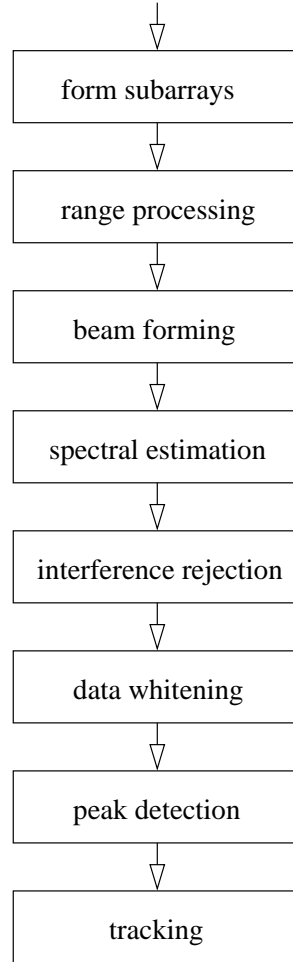 form subarrays
range processing
beam forming
spectral estimation
interference rejection
data whitening
peak detection
tracking